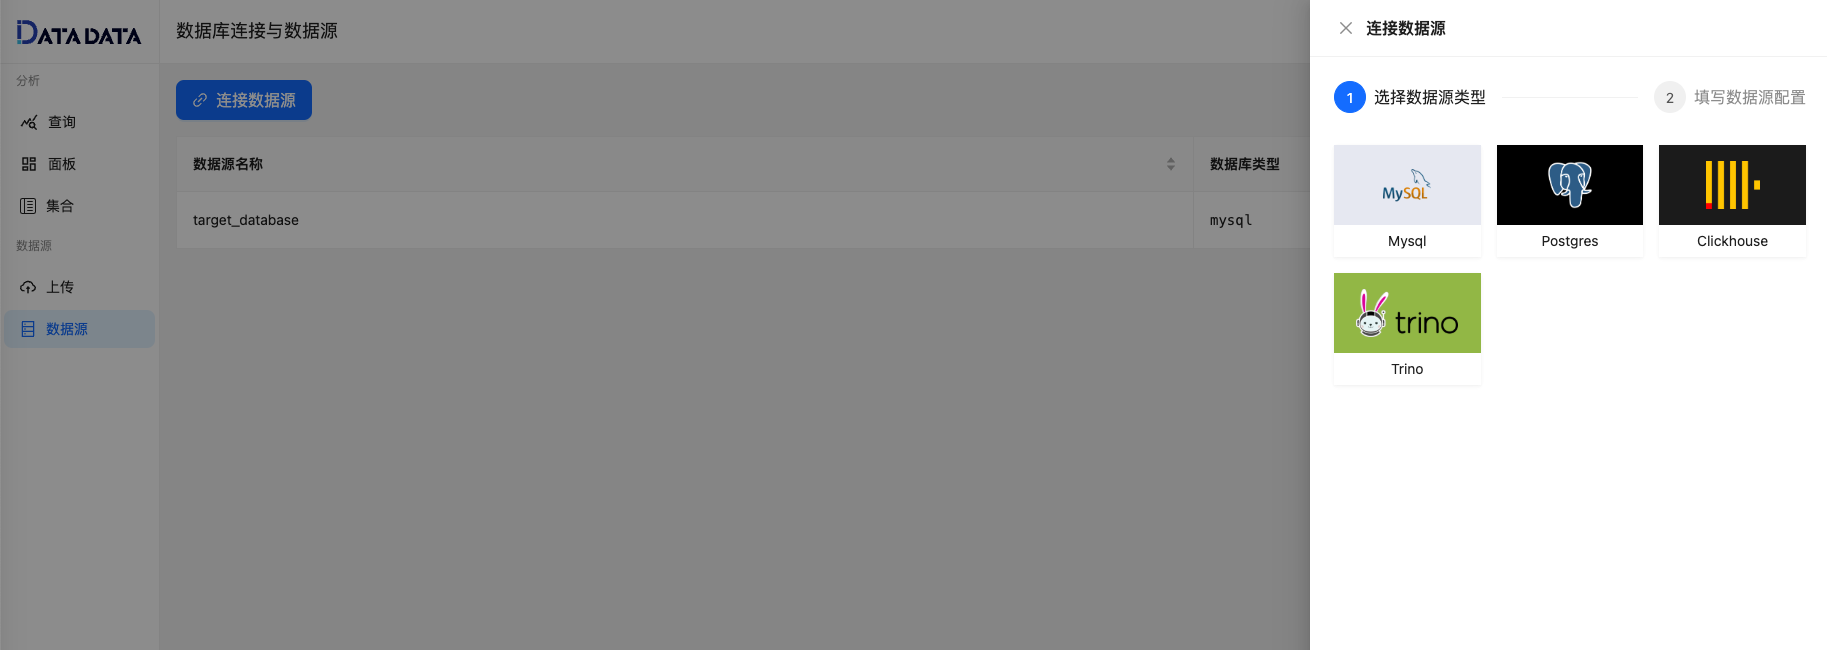 DATA DATA
分析
查询
面板
集合
数据源
上传
数据源
数据库连接与数据源
连接数据源
数据源名称
数据库类型
target_database
mysql
连接数据源
1 选择数据源类型
2 填写数据源配置
MySQL
Mysql
Postgres
Clickhouse
trino
Trino